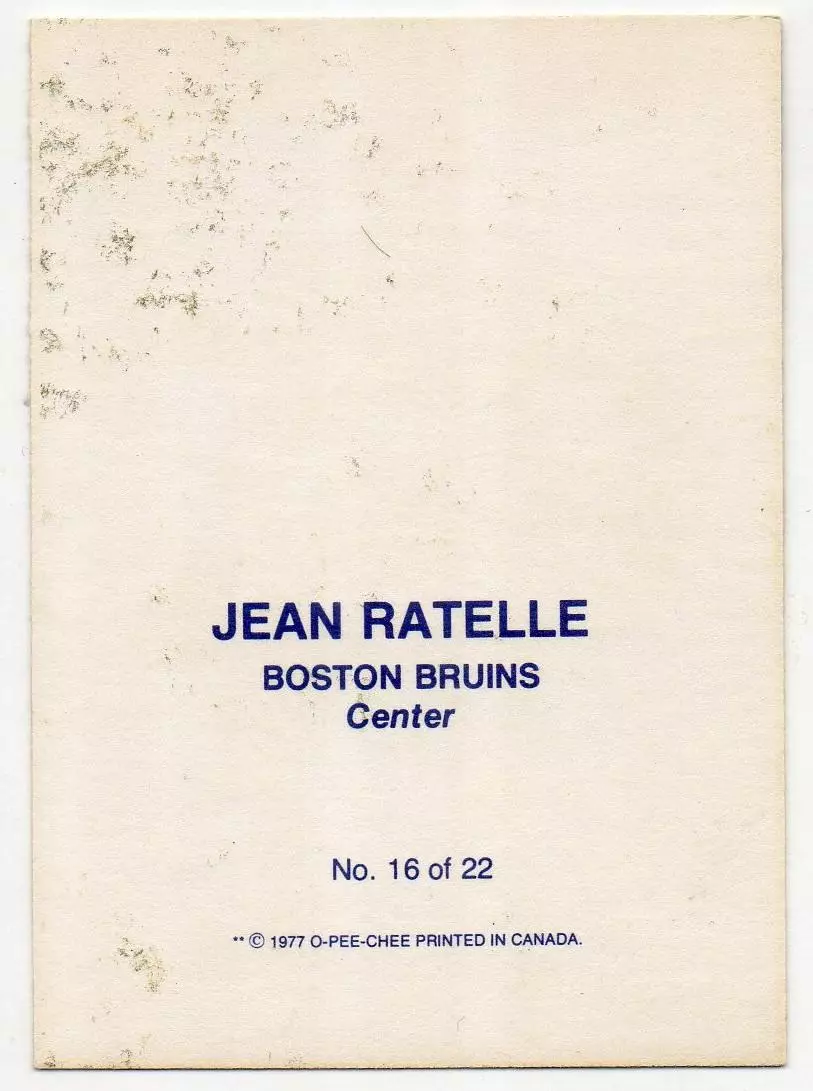 JEAN RATELLE
BOSTON BRUINS
Center
No. 16 of 22
** © 1977 O-PEE-CHEE PRINTED IN CANADA.